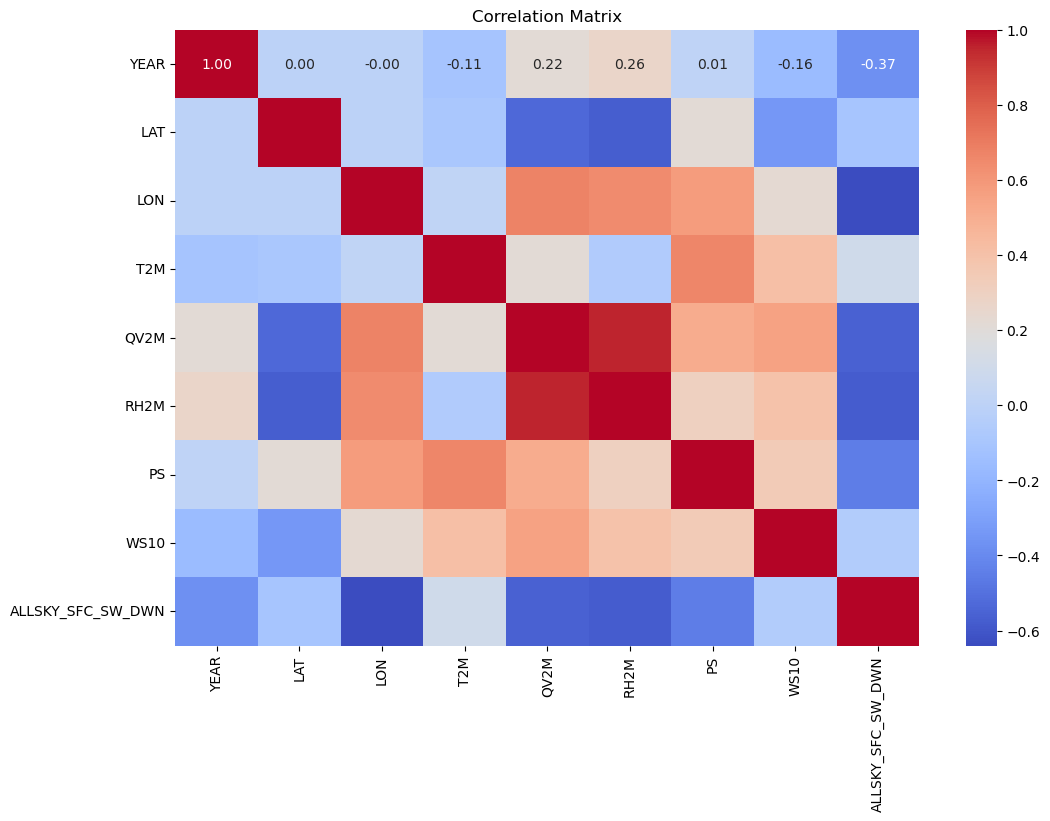 Correlation Matrix
YEAR 1.00 0.00 -0.00 -0.11 0.22 0.26 0.01 -0.16 -0.37
LAT
LON
T2M
QV2M
RH2M
PS
WS10
ALLSKY_SFC_SW_DWN
YEAR LAT LON T2M QV2M RH2M PS WS10 ALLSKY_SFC_SW_DWN
1.0
0.8
0.6
0.4
0.2
0.0
−0.2
−0.4
−0.6